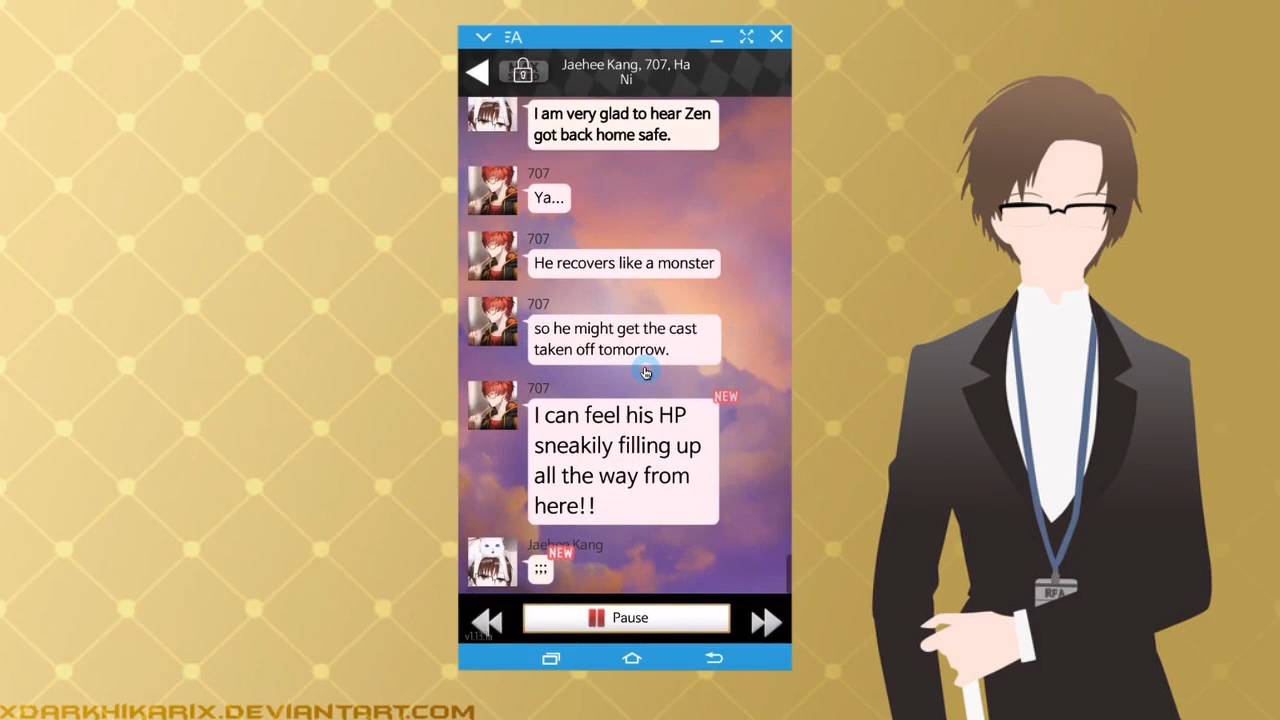 Jaehee Kang, 707, Ha
Ni
I am very glad to hear Zen
got back home safe.
707
Ya...
707
He recovers like a monster
707
so he might get the cast
taken off tomorrow.
707
NEW
I can feel his HP
sneakily filling up
all the way from
here!!
Jaehee Kang
NEW
;;;
Pause
RFA
XDARKHIKARIX.DEVIANTART.COM